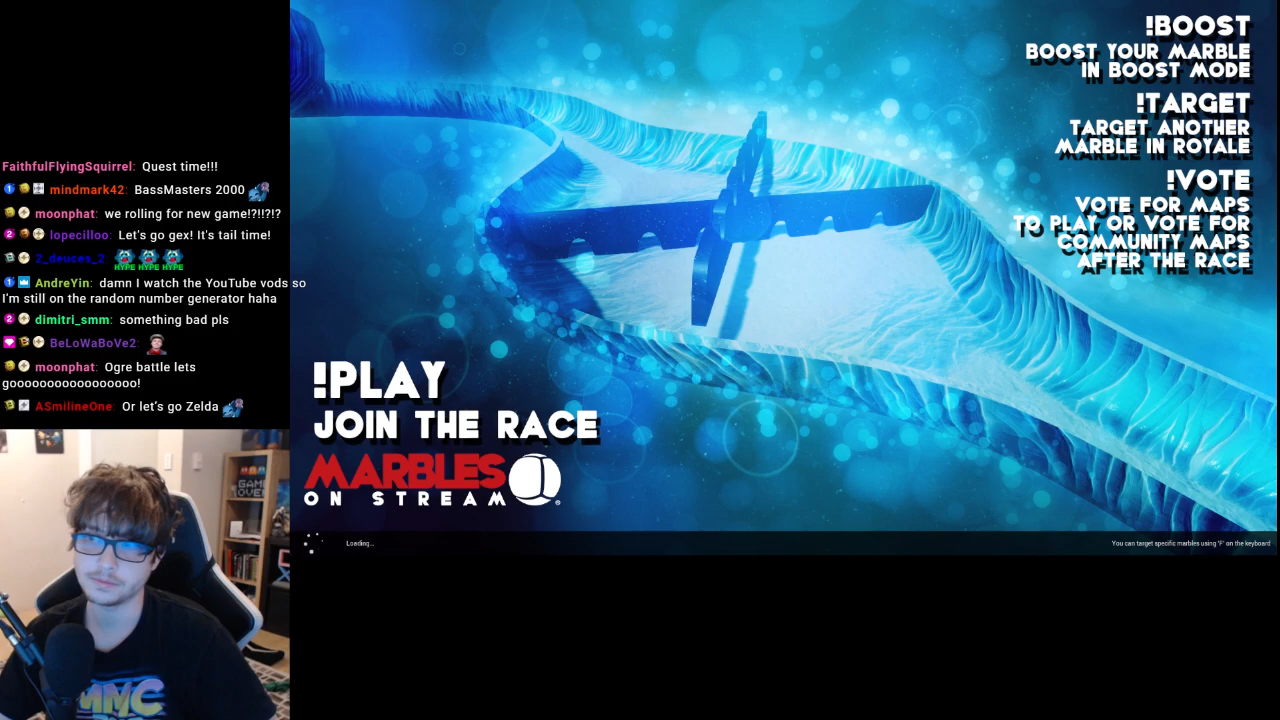 FaithfulFlyingSquirrel: Quest time!!!
mindmark42: BassMasters 2000
moonphat: we rolling for new game!?!!?!?
lopecilloo: Let's go gex! It's tail time!
2_deuces_2:
HYPE HYPE HYPE
AndreYin: damn I watch the YouTube vods so
I'm still on the random number generator haha
dimitri_smm: something bad pls
BeLoWaBoVe2:
moonphat: Ogre battle lets
gooooooooooooooooo!
ASmilineOne: Or let's go Zelda
GAME
OVER
MMC
!BOOST
BOOST YOUR MARBLE
IN BOOST MODE
!TARGET
TARGET ANOTHER
MARBLE IN ROYALE
!VOTE
VOTE FOR MAPS
TO PLAY OR VOTE FOR
COMMUNITY MAPS
AFTER THE RACE
!PLAY
JOIN THE RACE
MARBLES
ON STREAM
Loading...
You can target specific marbles using 'F' on the keyboard